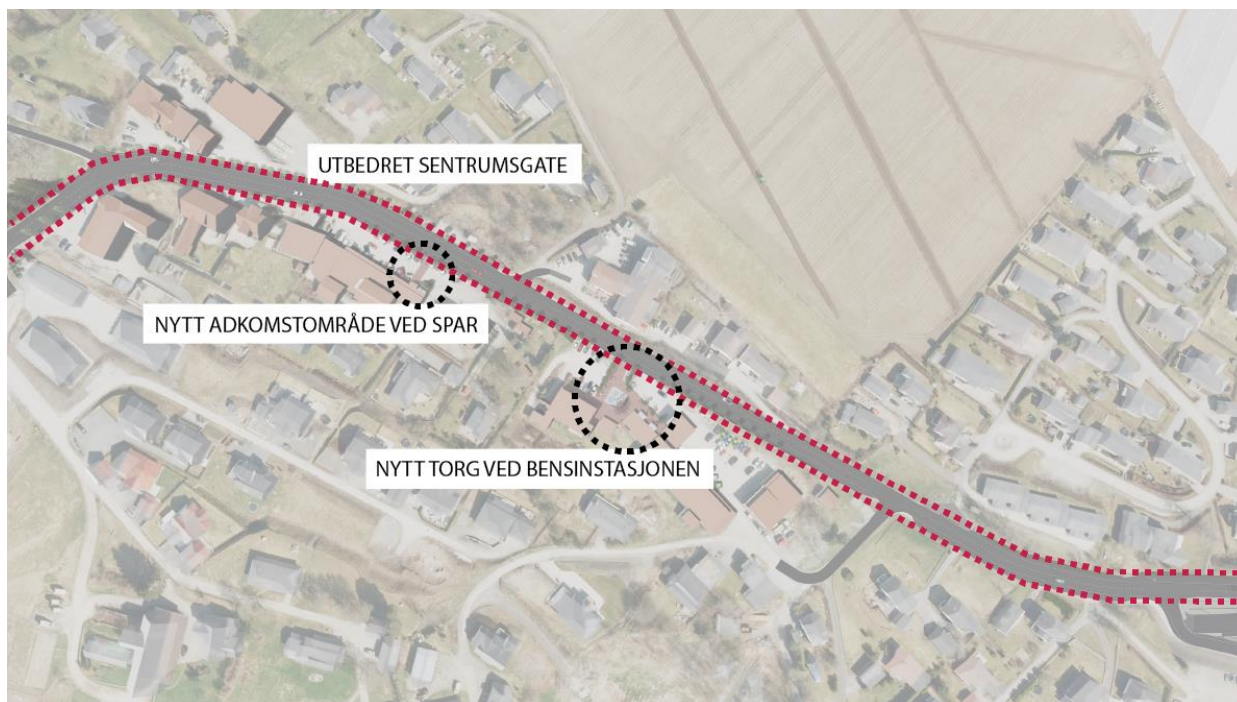 UTBEDRET SENTRUMSGATE
NYTT ADKOMSTOMRÅDE VED SPAR
NYTT TORG VED BENSINSTASJONEN